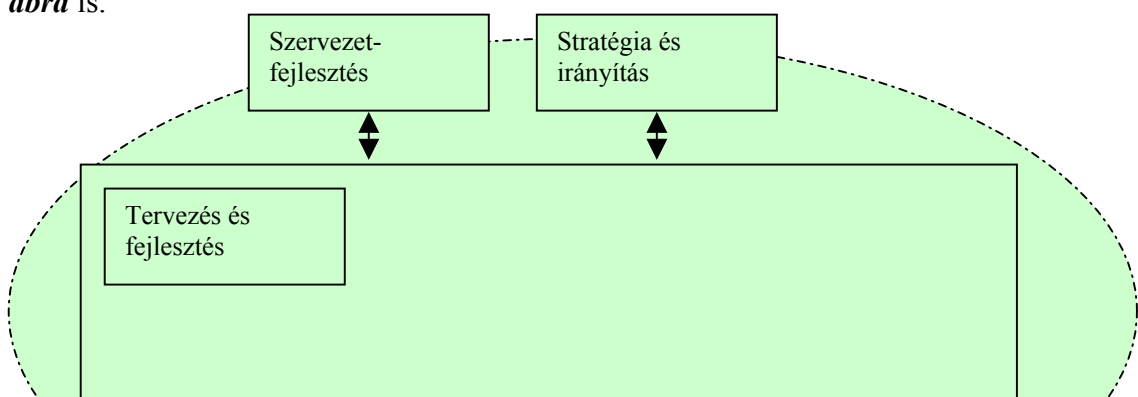 ábra is.
Szervezet-
fejlesztés
Stratégia és
irányítás
Tervezés és
fejlesztés